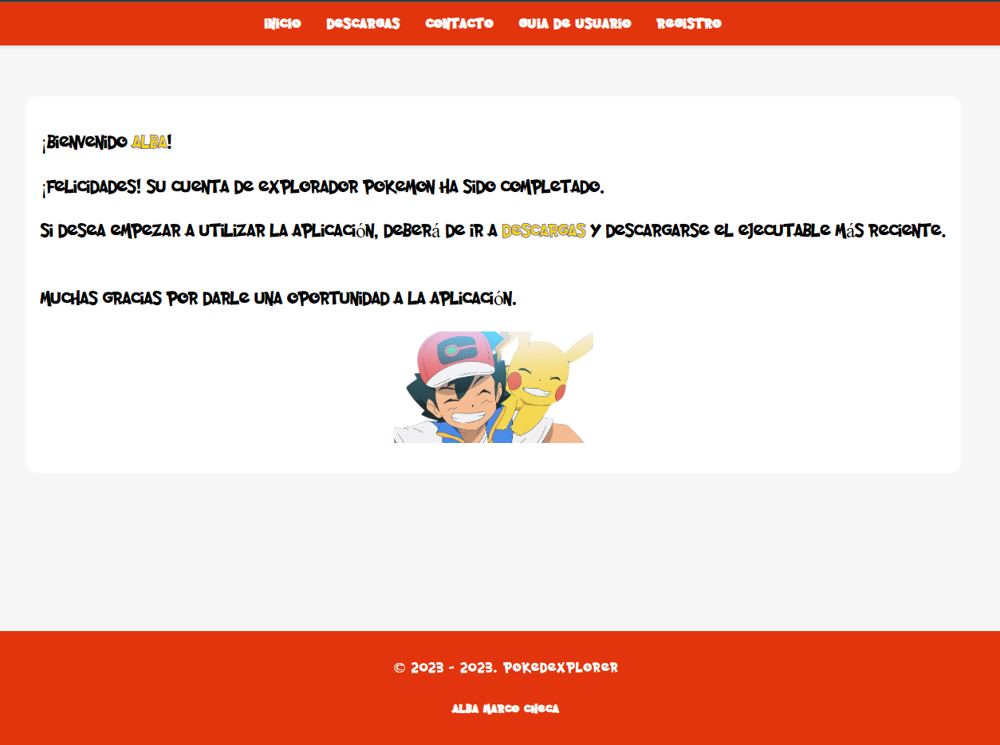 INICIO DESCARGAS CONTACTO GUIA DE USUARIO REGISTRO
¡BIENVENIDO ALBA!
¡FELICIDADES! SU CUENTA DE EXPLORADOR POKEMON HA SIDO COMPLETADO.
SI DESEA EMPEZAR A UTILIZAR LA APLICACIÓN, DEBERÁ DE IR A DESCARGAS Y DESCARGARSE EL EJECUTABLE MÁS RECIENTE.
MUCHAS GRACIAS POR DARLE UNA OPORTUNIDAD A LA APLICACIÓN.
© 2023 - 2023. POKEDEXPLORER
ALBA MARCO CHECA